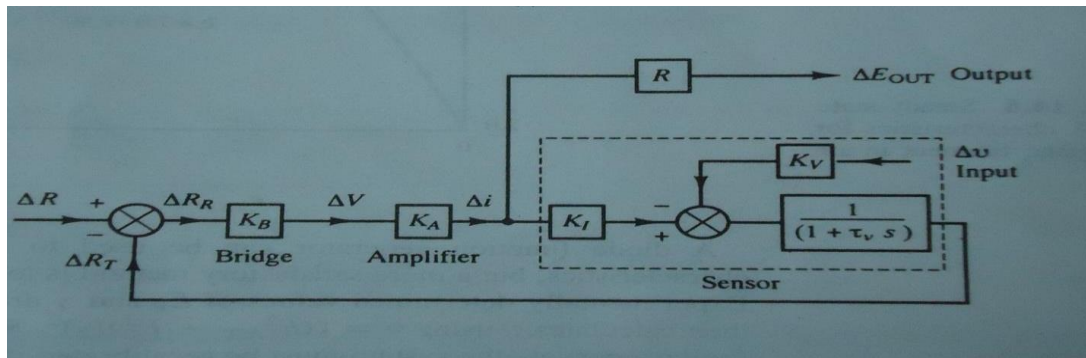 R
ΔE_OUT Output
K_V
Δυ
Input
ΔR
+
−
ΔR_R
K_B
ΔV
K_A
Δi
K_I
−
+
1
(1 + τ_v s)
Bridge
Amplifier
ΔR_T
Sensor